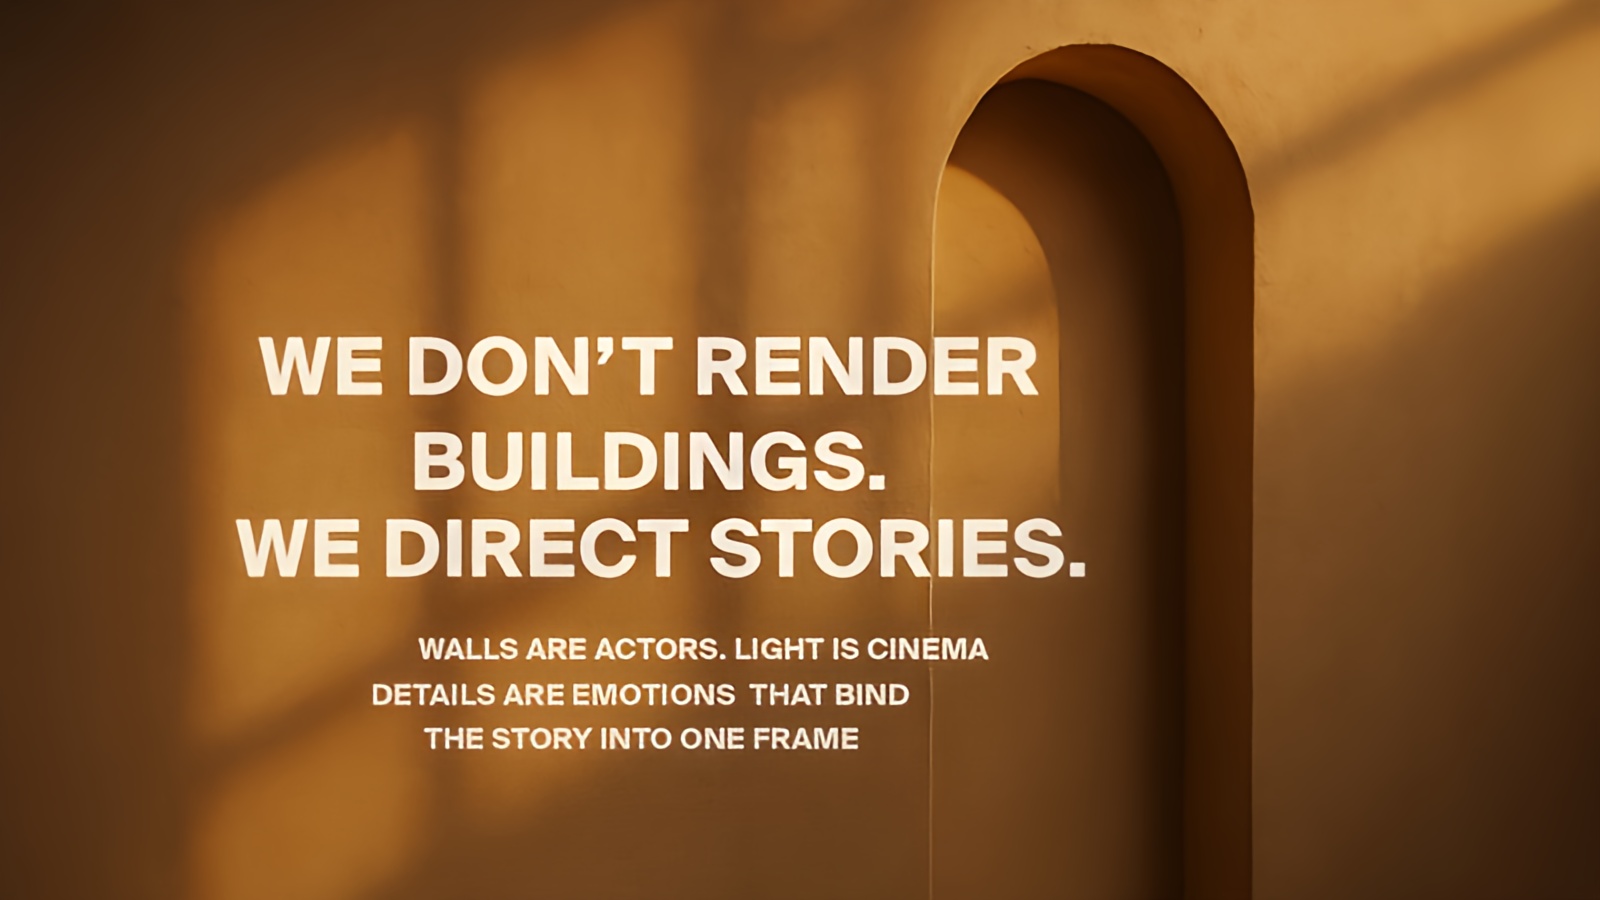 WE DON’T RENDER
BUILDINGS.
WE DIRECT STORIES.
WALLS ARE ACTORS. LIGHT IS CINEMA
DETAILS ARE EMOTIONS THAT BIND
THE STORY INTO ONE FRAME